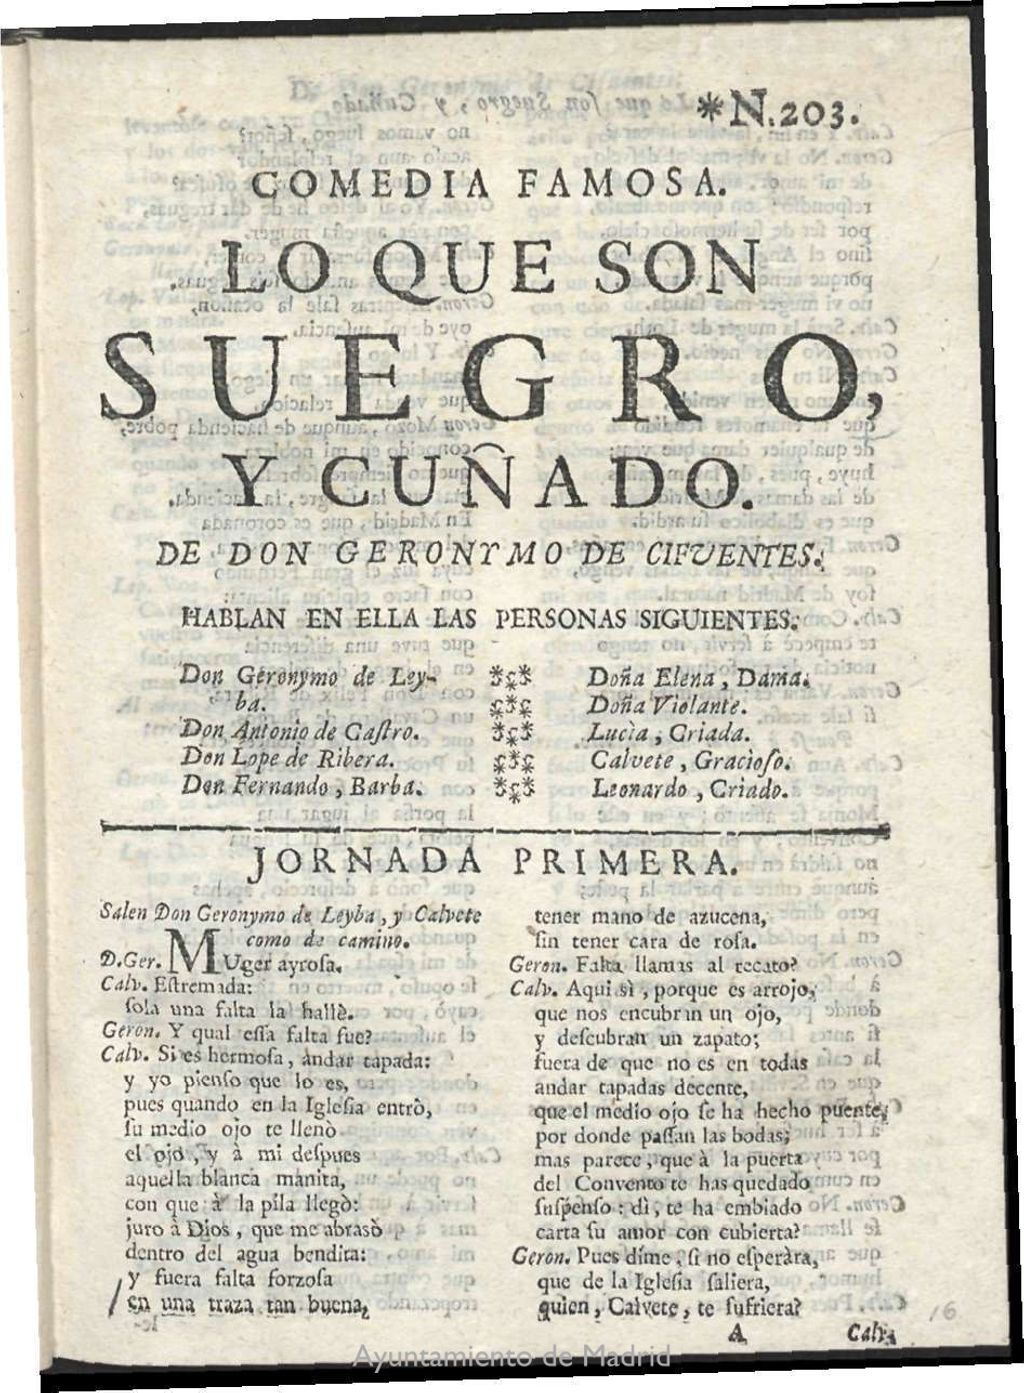 *N.203.
COMEDIA FAMOSA.
LO QUE SON
SUEGRO,
Y CUÑADO.
DE DON GERONYMO DE CIFUENTES.
HABLAN EN ELLA LAS PERSONAS SIGUIENTES.
Don Geronymo de Ley-
ba.
Don Antonio de Castro.
Don Lope de Ribera.
Don Fernando, Barba.
Doña Elena, Dama.
Doña Violante.
Lucìa, Criada.
Calvete, Gracioso.
Leonardo, Criado.
JORNADA PRIMERA.
Salen Don Geronymo de Leyba, y Calvete
como de camino.
D.Ger. MUger ayrosa.
Calv. Estremada:
sola una falta la hallè.
Geron. Y qual essa falta fue?
Calv. Si es hermosa, andar tapada:
y yo pienso que lo es,
pues quando en la Iglesia entrò,
su medio ojo te llenò
el ojo, y à mi despues
aquella blanca manita,
con que à la pila llegò:
juro à Dios, que me abrasò
dentro del agua bendita:
y fuera falta forzosa
en una traza tan buena,
te-
tener mano de azucena,
sin tener cara de rosa.
Geron. Falta llamas al recato?
Calv. Aqui sì, porque es arrojo,
que nos encubran un ojo,
y descubran un zapato;
fuera de que no es en todas
andar tapadas decente,
que el medio ojo se ha hecho puente,
por donde passan las bodas;
mas parece, que à la puerta
del Convento te has quedado
suspenso: dì, te ha embiado
carta su amor con cubierta?
Geron. Pues dime, si no esperàra,
que de la Iglesia saliera,
quien, Calvete, te sufriera?
A
Calv.
16
Ayuntamiento de Madrid